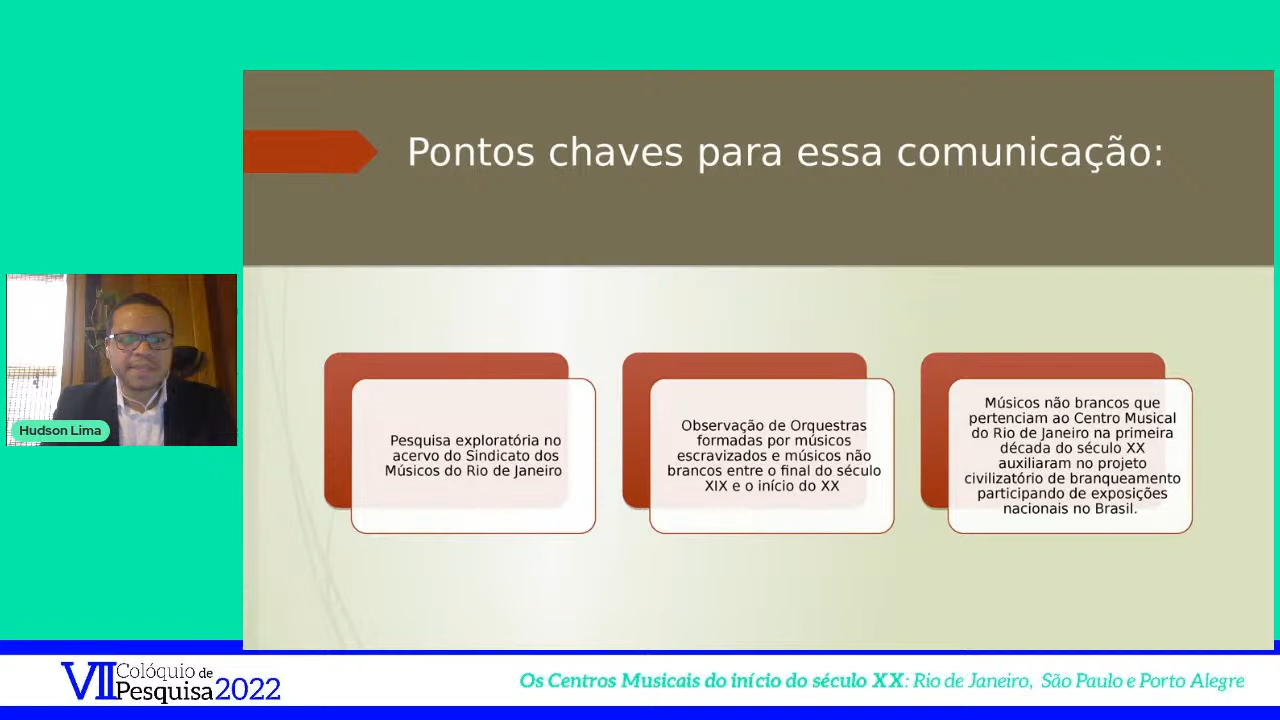 Pontos chaves para essa comunicação:
Pesquisa exploratória no
acervo do Sindicato dos
Músicos do Rio de Janeiro
Observação de Orquestras
formadas por músicos
escravizados e músicos não
brancos entre o final do século
XIX e o início do XX
Músicos não brancos que
pertenciam ao Centro Musical
do Rio de Janeiro na primeira
década do século XX
auxiliaram no projeto
civilizatório de branqueamento
participando de exposições
nacionais no Brasil.
Hudson Lima
VII Colóquio de
Pesquisa 2022
Os Centros Musicais do início do século XX: Rio de Janeiro, São Paulo e Porto Alegre